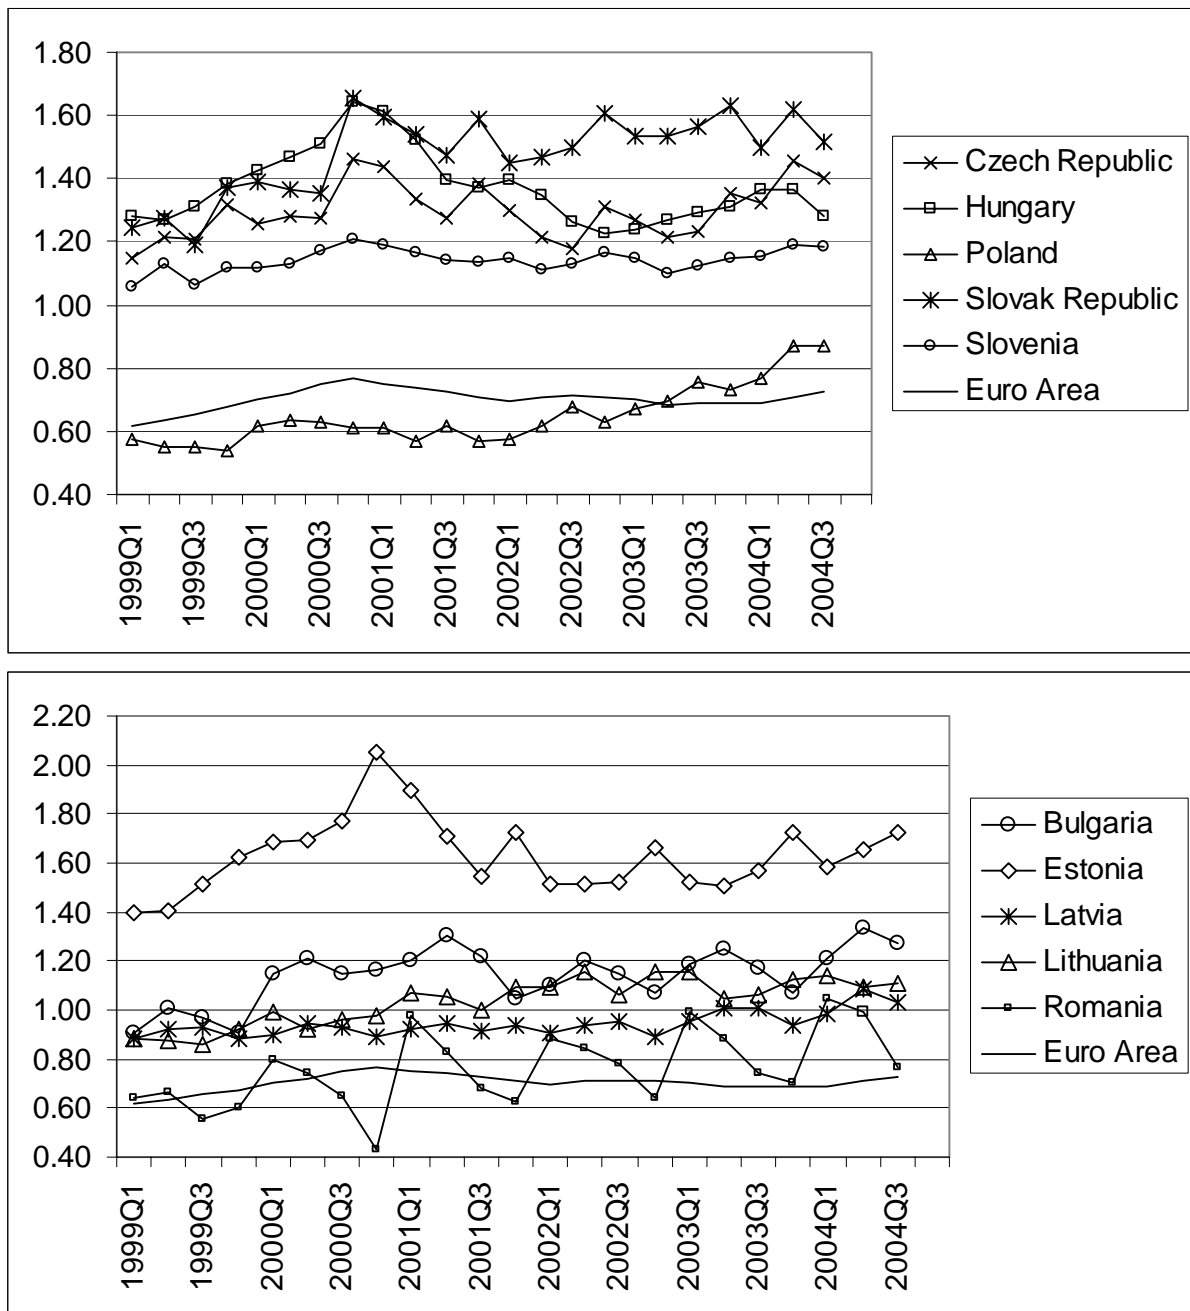 1.80
1.60
1.40
1.20
1.00
0.80
0.60
0.40
1999Q1
1999Q3
2000Q1
2000Q3
2001Q1
2001Q3
2002Q1
2002Q3
2003Q1
2003Q3
2004Q1
2004Q3
Czech Republic
Hungary
Poland
Slovak Republic
Slovenia
Euro Area
2.20
2.00
1.80
1.60
1.40
1.20
1.00
0.80
0.60
0.40
1999Q1
1999Q3
2000Q1
2000Q3
2001Q1
2001Q3
2002Q1
2002Q3
2003Q1
2003Q3
2004Q1
2004Q3
Bulgaria
Estonia
Latvia
Lithuania
Romania
Euro Area